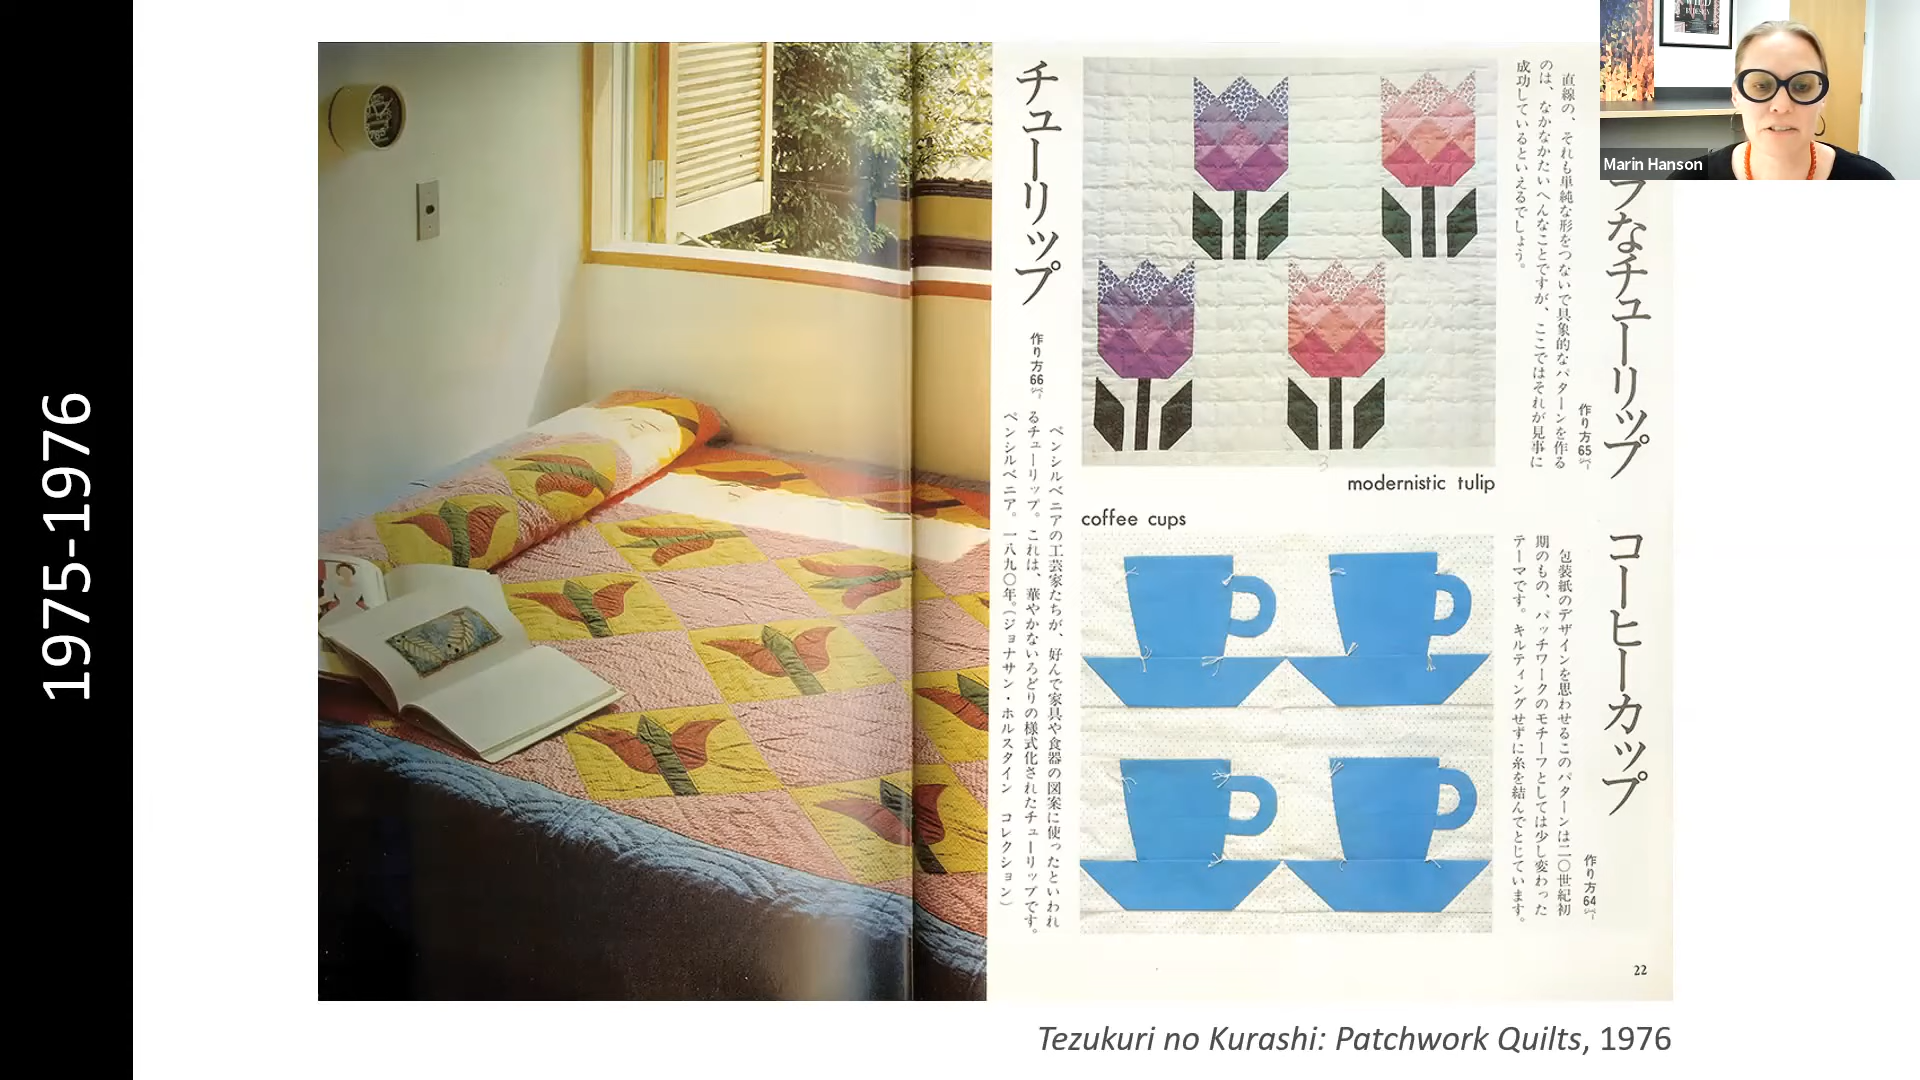 1975-1976
Marin Hanson
プなチューリップ
作り方65
直線の、それも単純な形をつないで具象的なパターンを作る
のは、なかなかたいへんなことですが、ここではそれが見事に
成功しているといえるでしょう。
modernistic tulip
coffee cups
コーヒーカップ
作り方64
包装紙のデザインを思わせるこのパターンは二〇世紀初
期のもの、パッチワークのモチーフとしては少し変わった
テーマです。キルティングせずに糸を結んでとじています。
チューリップ
作り方66
ペンシルベニアの工芸家たちが、好んで家具や食器の図案に使ったといわれ
るチューリップ。これは、華やかないろどりの様式化されたチューリップです。
ペンシルベニア。一八九〇年。（ジョナサン・ホルスタイン コレクション）
22
Tezukuri no Kurashi: Patchwork Quilts, 1976